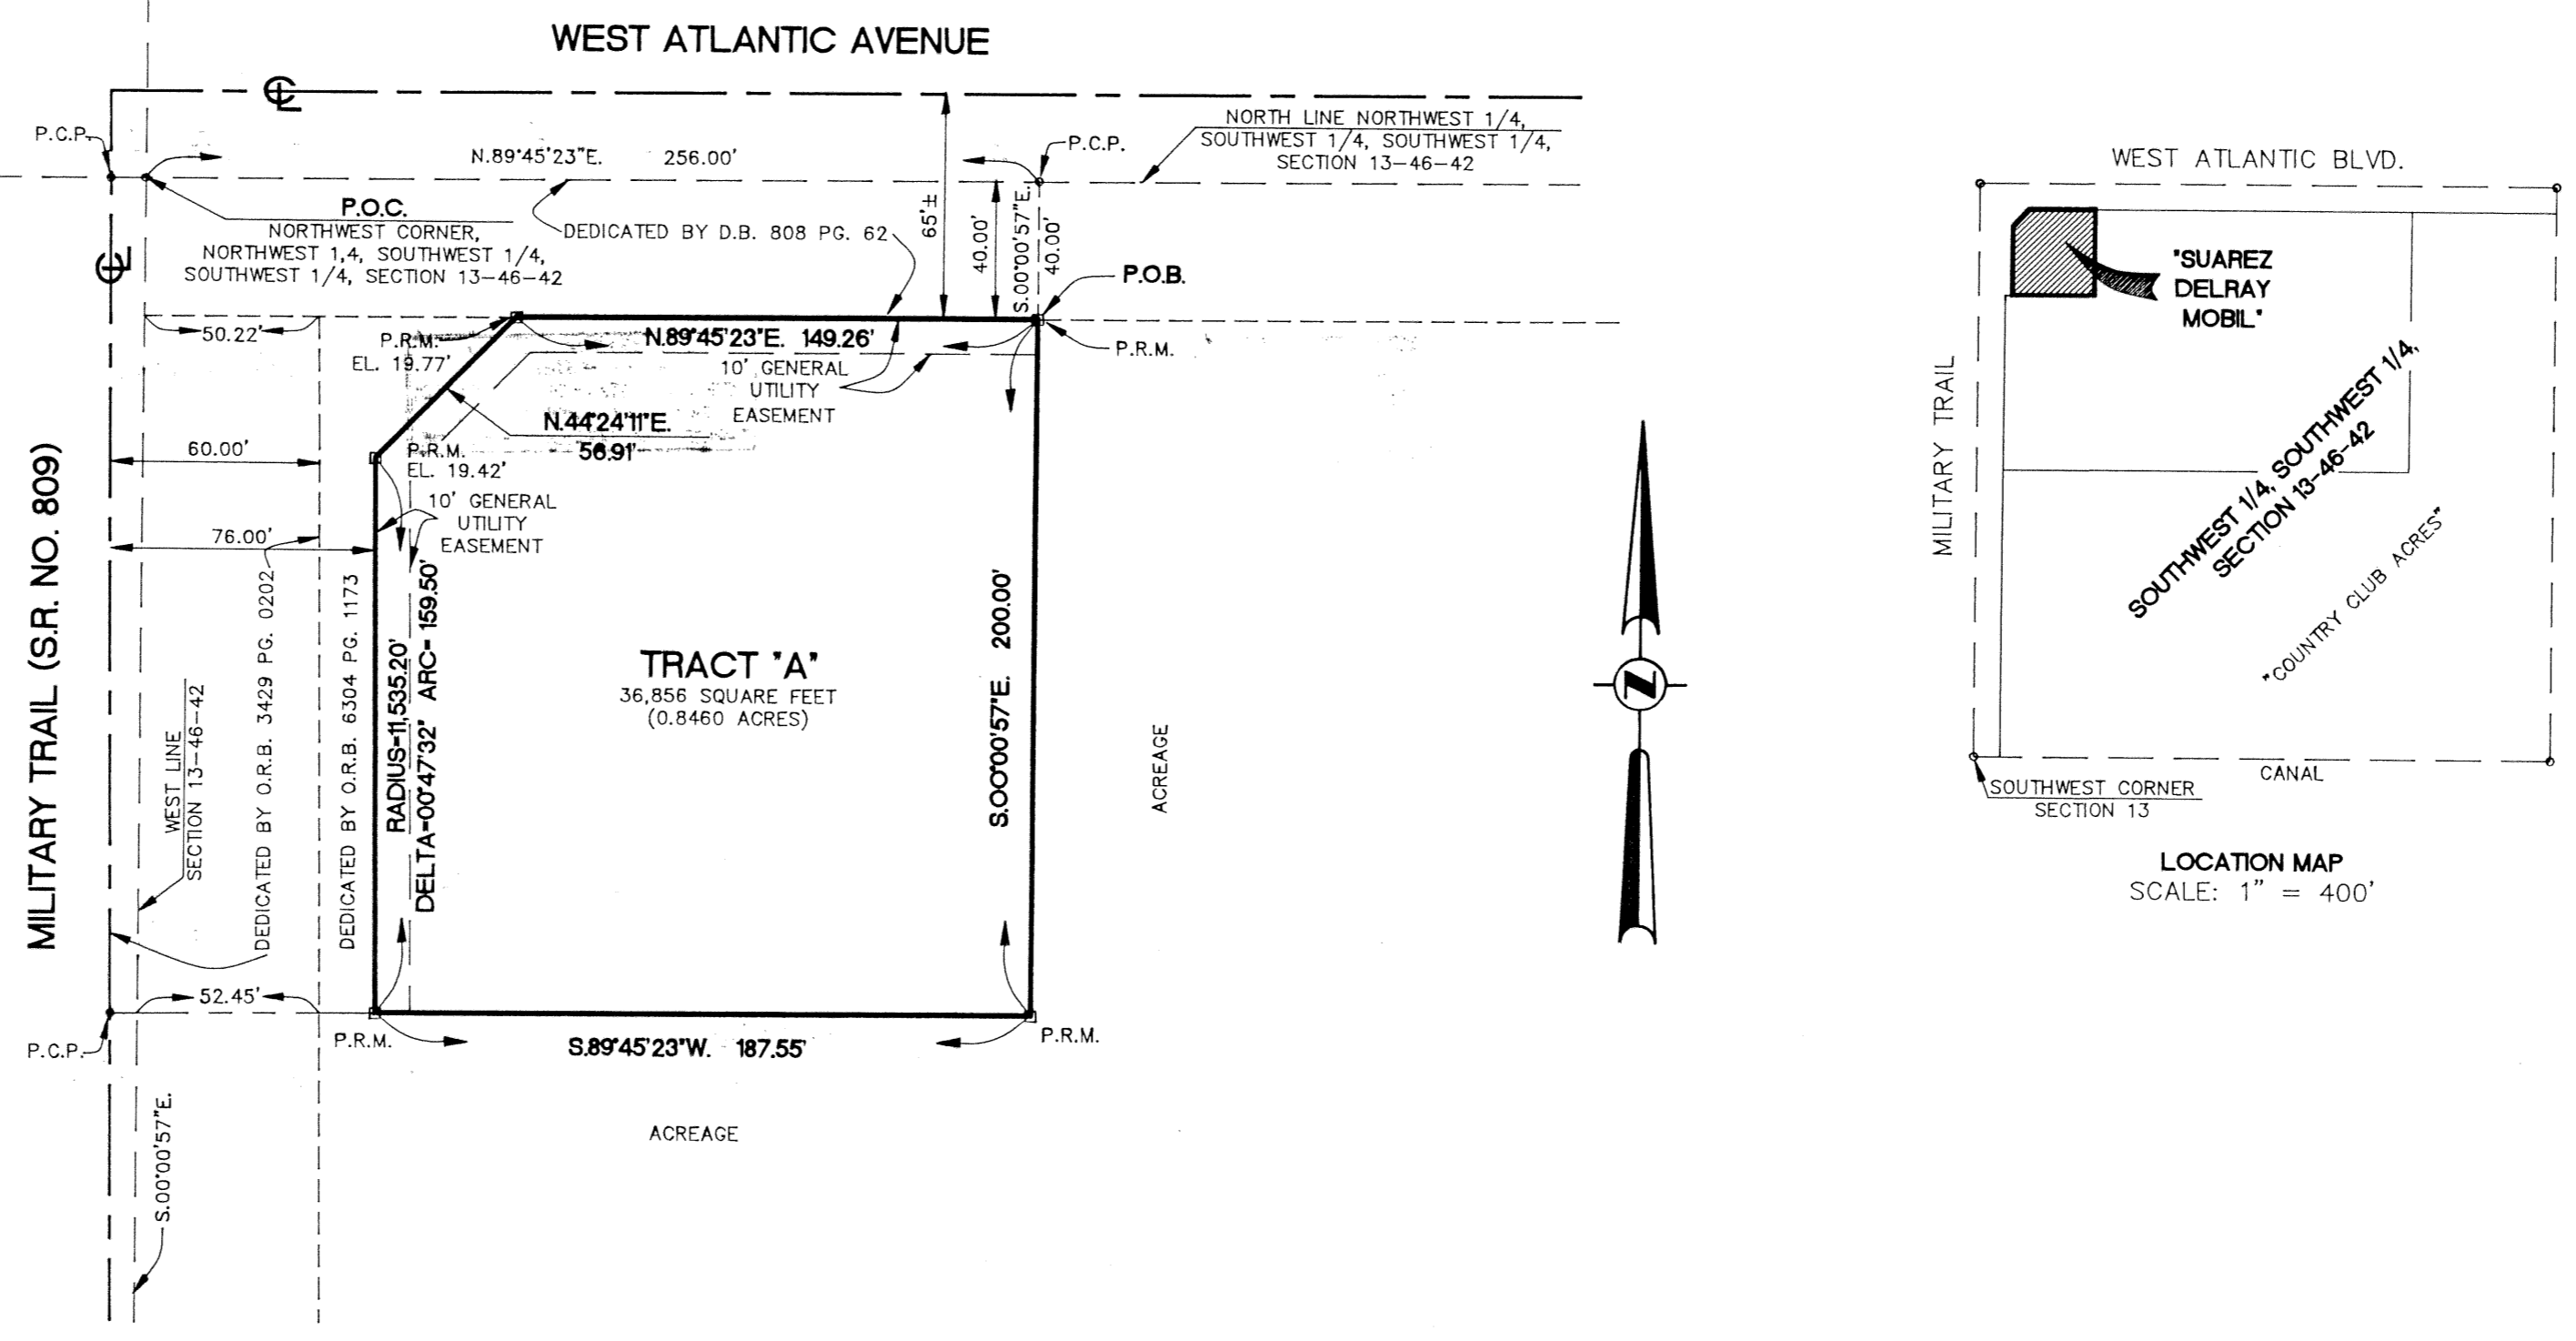 WEST ATLANTIC AVENUE
P.C.P.
N.89°45'23"E. 256.00'
P.C.P.
NORTH LINE NORTHWEST 1/4,
SOUTHWEST 1/4, SOUTHWEST 1/4,
SECTION 13-46-42
P.O.C.
NORTHWEST CORNER,
NORTHWEST 1,4, SOUTHWEST 1/4,
SOUTHWEST 1/4, SECTION 13-46-42
DEDICATED BY D.B. 808 PG. 62
65'±
40.00'
S.00°00'57"E.
40.00'
P.O.B.
50.22'
P.R.M.
EL. 19.77'
N.89°45'23"E. 149.26'
P.R.M.
10' GENERAL
UTILITY
EASEMENT
N.44°24'11"E.
56.91'
P.R.M.
EL. 19.42'
60.00'
10' GENERAL
UTILITY
EASEMENT
76.00'
MILITARY TRAIL (S.R. NO. 809)
WEST LINE
SECTION 13-46-42
DEDICATED BY O.R.B. 3429 PG. 0202
DEDICATED BY O.R.B. 6304 PG. 1173
RADIUS=11,535.20'
DELTA=00°47'32" ARC= 159.50'
TRACT "A"
36,856 SQUARE FEET
(0.8460 ACRES)
S.00°00'57"E. 200.00'
ACREAGE
52.45'
P.C.P.
P.R.M.
S.89°45'23"W. 187.55'
P.R.M.
S.00°00'57"E.
ACREAGE
N
WEST ATLANTIC BLVD.
"SUAREZ
DELRAY
MOBIL"
MILITARY TRAIL
SOUTHWEST 1/4, SOUTHWEST 1/4,
SECTION 13-46-42
"COUNTRY CLUB ACRES"
CANAL
SOUTHWEST CORNER
SECTION 13
LOCATION MAP
SCALE: 1" = 400'